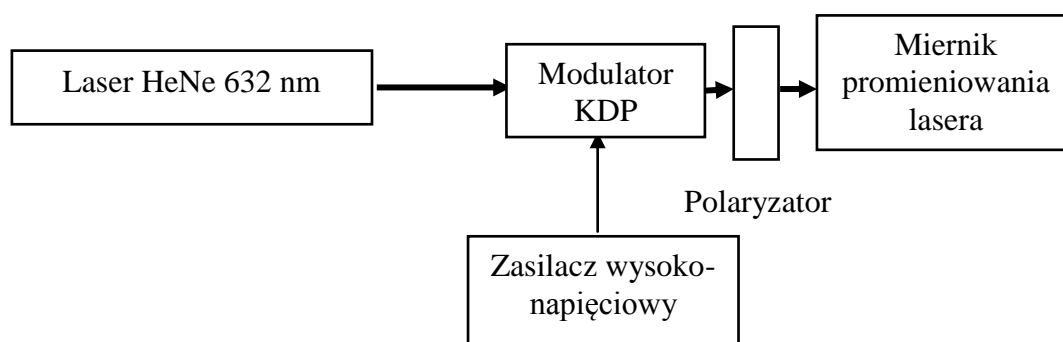 Laser HeNe 632 nm
Modulator
KDP
Miernik
promieniowania
lasera
Polaryzator
Zasilacz wysoko-
napięciowy